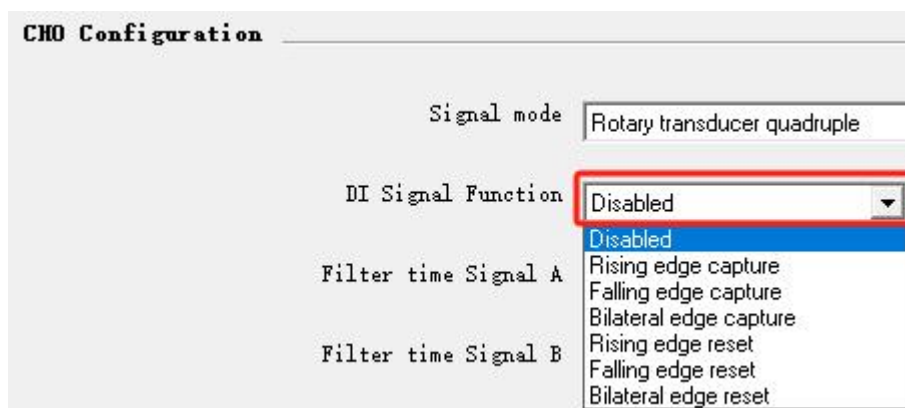 CH0 Configuration
Signal mode
Rotary transducer quadruple
DI Signal Function
Disabled
Disabled
Rising edge capture
Falling edge capture
Bilateral edge capture
Rising edge reset
Falling edge reset
Bilateral edge reset
Filter time Signal A
Filter time Signal B